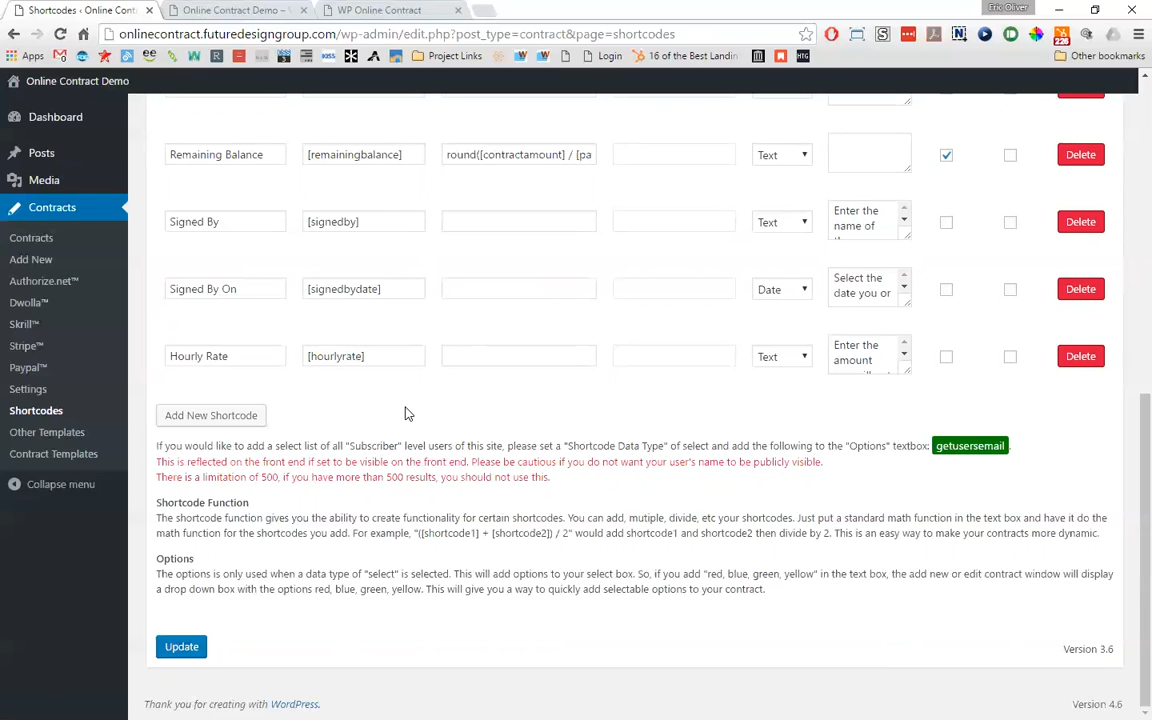 Shortcodes ‹ Online Contr
Online Contract Demo –
WP Online Contract
Eric Oliver
onlinecontract.futuredesigngroup.com/wp-admin/edit.php?post_type=contract&page=shortcodes
Apps
Project Links
Login
16 of the Best Landin
Other bookmarks
Online Contract Demo
Dashboard
Posts
Media
Contracts
Contracts
Add New
Authorize.net™
Dwolla™
Skrill™
Stripe™
Paypal™
Settings
Shortcodes
Other Templates
Contract Templates
Collapse menu
Remaining Balance [remainingbalance] round([contractamount] / [pa Text Delete
Signed By [signedby] Text Enter the name of Delete
Signed By On [signedbydate] Date Select the date you or Delete
Hourly Rate [hourlyrate] Text Enter the amount Delete
Add New Shortcode
If you would like to add a select list of all "Subscriber" level users of this site, please set a "Shortcode Data Type" of select and add the following to the "Options" textbox: getusersemail.
This is reflected on the front end if set to be visible on the front end. Please be cautious if you do not want your user's name to be publicly visible.
There is a limitation of 500, if you have more than 500 results, you should not use this.
Shortcode Function
The shortcode function gives you the ability to create functionality for certain shortcodes. You can add, mutiple, divide, etc your shortcodes. Just put a standard math function in the text box and have it do the
math function for the shortcodes you add. For example, "([shortcode1] + [shortcode2]) / 2" would add shortcode1 and shortcode2 then divide by 2. This is an easy way to make your contracts more dynamic.
Options
The options is only used when a data type of "select" is selected. This will add options to your select box. So, if you add "red, blue, green, yellow" in the text box, the add new or edit contract window will display
a drop down box with the options red, blue, green, yellow. This will give you a way to quickly add selectable options to your contract.
Update
Version 3.6
Thank you for creating with WordPress.
Version 4.6